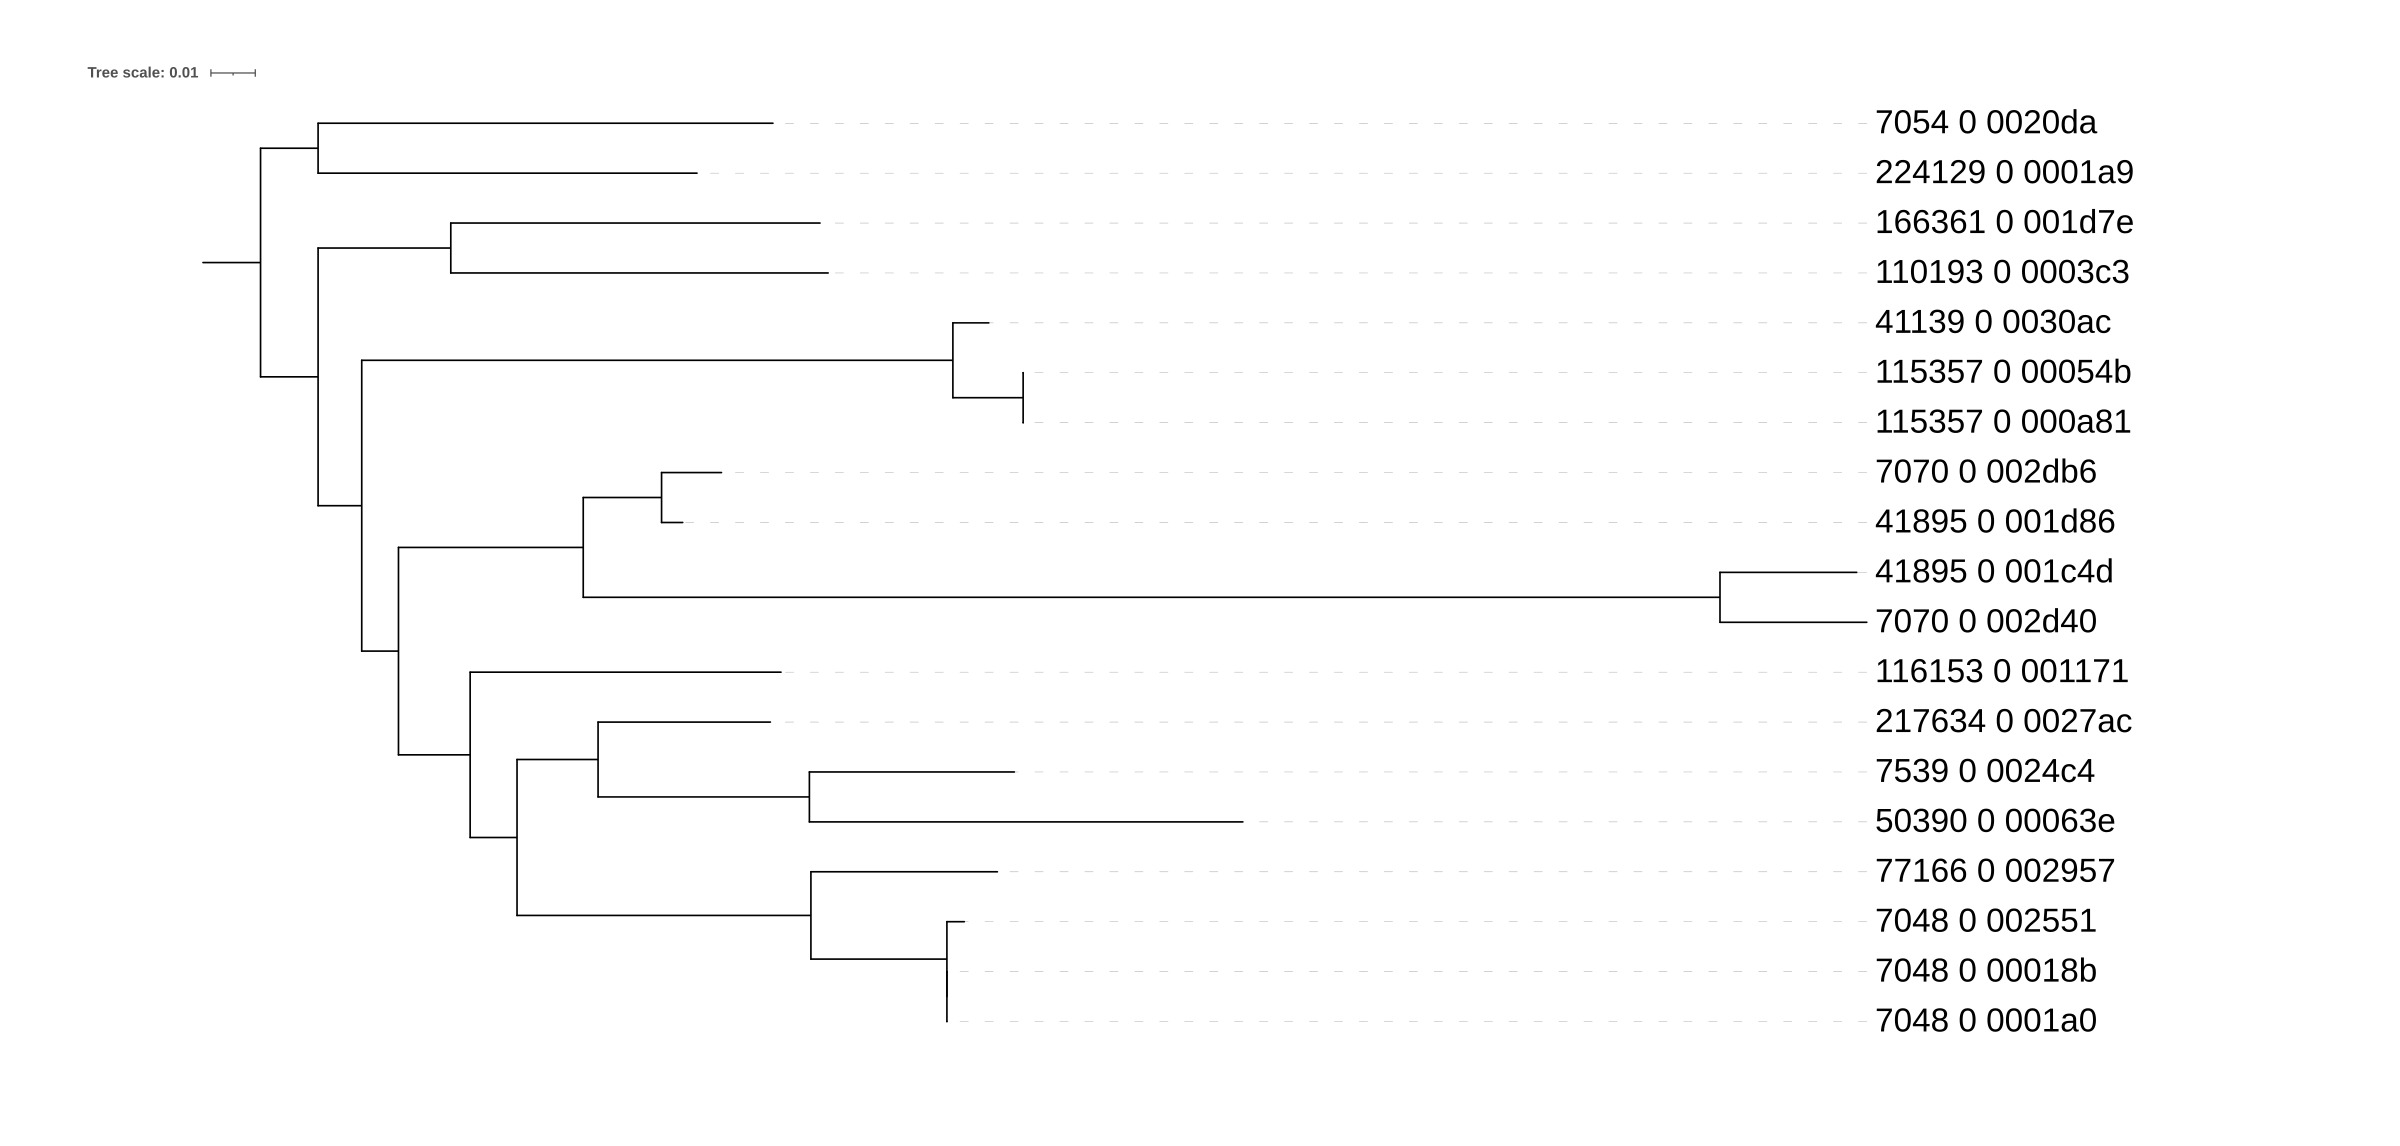 Tree scale: 0.01
7054 0 0020da
224129 0 0001a9
166361 0 001d7e
110193 0 0003c3
41139 0 0030ac
115357 0 00054b
115357 0 000a81
7070 0 002db6
41895 0 001d86
41895 0 001c4d
7070 0 002d40
116153 0 001171
217634 0 0027ac
7539 0 0024c4
50390 0 00063e
77166 0 002957
7048 0 002551
7048 0 00018b
7048 0 0001a0